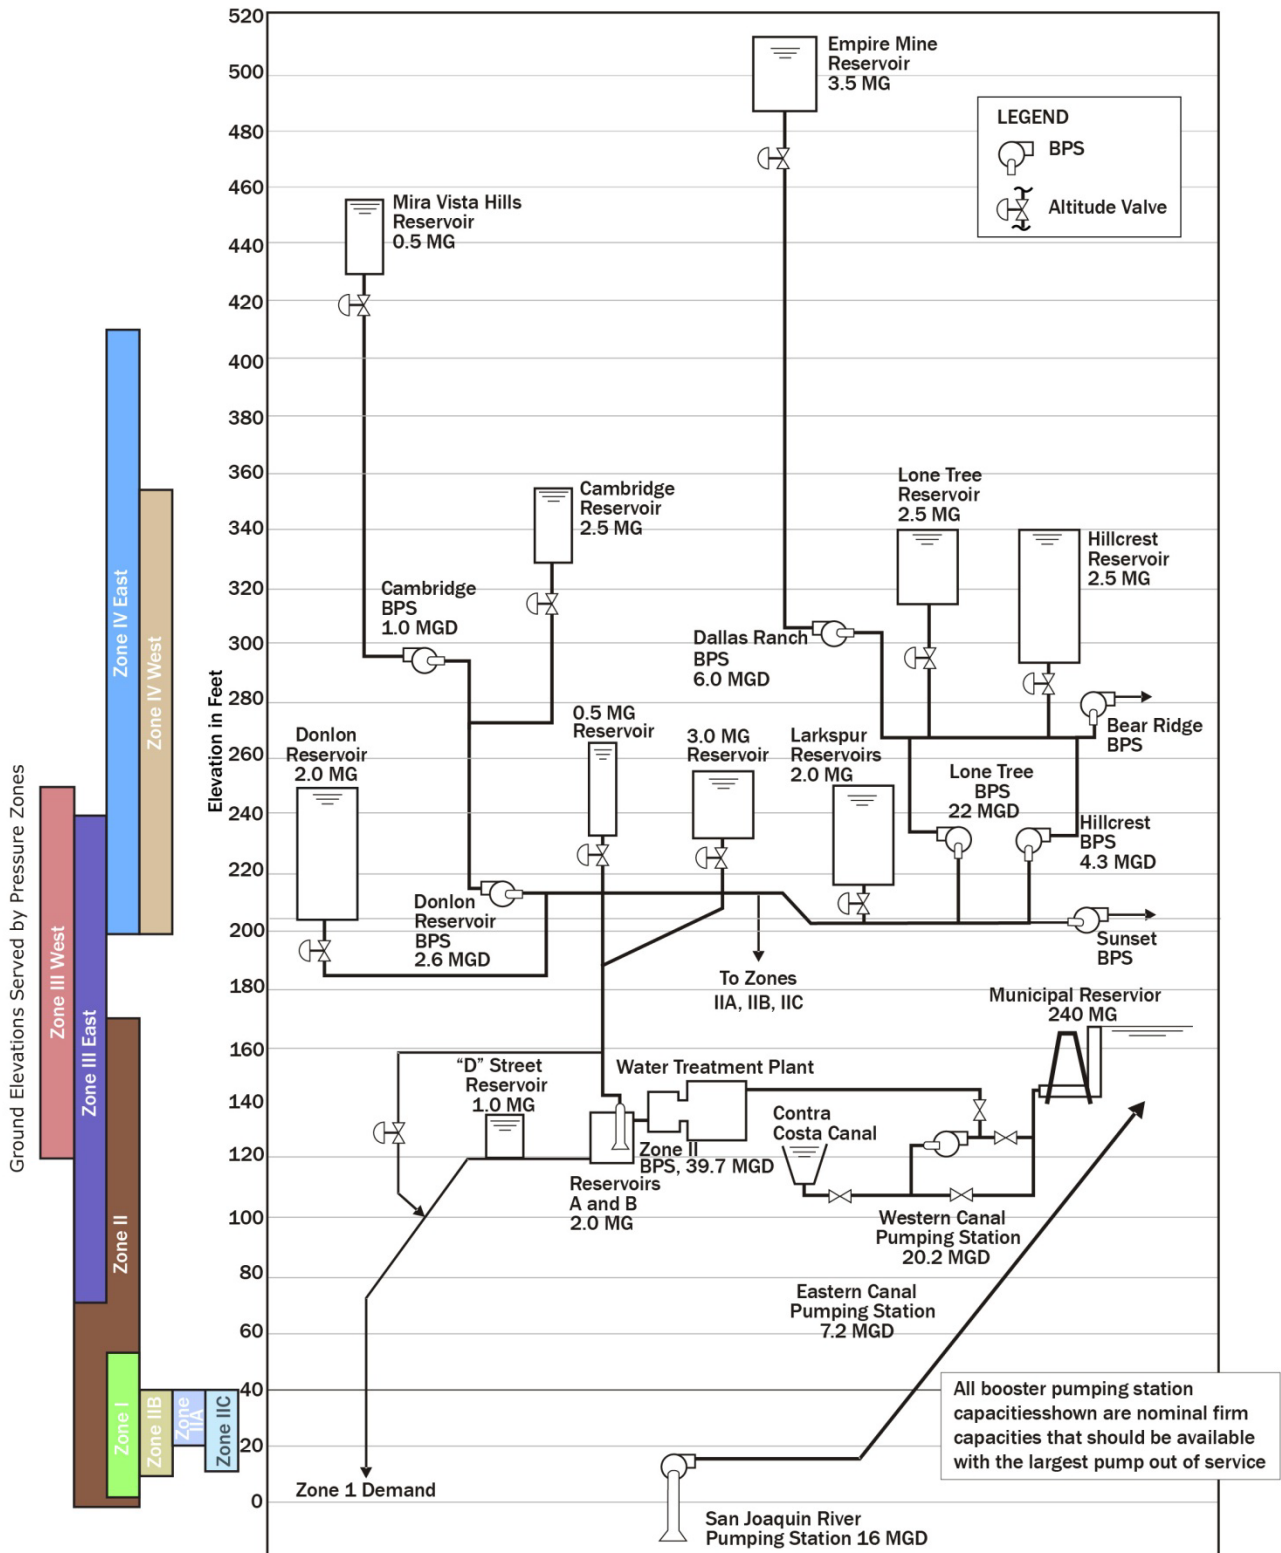 520
500
480
460
440
420
400
380
360
340
320
300
280
260
240
220
200
180
160
140
120
100
80
60
40
20
0
Elevation in Feet
Ground Elevations Served by Pressure Zones
Zone III West
Zone III East
Zone IV East
Zone IV West
Zone II
Zone I
Zone IIB
Zone
IIA
Zone IIC
Empire Mine
Reservoir
3.5 MG
LEGEND
BPS
Altitude Valve
Mira Vista Hills
Reservoir
0.5 MG
Cambridge
Reservoir
2.5 MG
Lone Tree
Reservoir
2.5 MG
Hillcrest
Reservoir
2.5 MG
Cambridge
BPS
1.0 MGD
Dallas Ranch
BPS
6.0 MGD
Bear Ridge
BPS
Donlon
Reservoir
2.0 MG
0.5 MG
Reservoir
3.0 MG
Reservoir
Larkspur
Reservoirs
2.0 MG
Lone Tree
BPS
22 MGD
Hillcrest
BPS
4.3 MGD
Donlon
Reservoir
BPS
2.6 MGD
Sunset
BPS
To Zones
IIA, IIB, IIC
Municipal Reservior
240 MG
"D" Street
Reservoir
1.0 MG
Water Treatment Plant
Contra
Costa Canal
Zone II
BPS, 39.7 MGD
Reservoirs
A and B
2.0 MG
Western Canal
Pumping Station
20.2 MGD
Eastern Canal
Pumping Station
7.2 MGD
All booster pumping station
capacitiesshown are nominal firm
capacities that should be available
with the largest pump out of service
Zone 1 Demand
San Joaquin River
Pumping Station 16 MGD